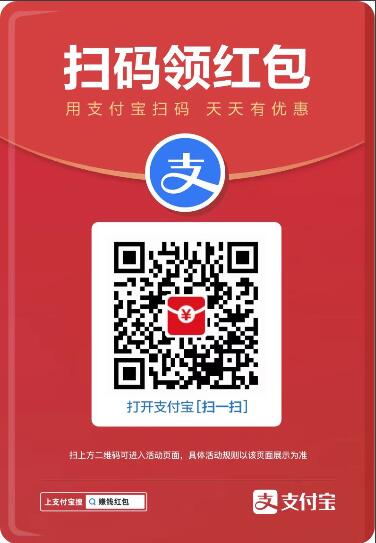 扫码领红包
用支付宝扫码 天天有优惠
支
¥
打开支付宝[扫一扫]
扫上方二维码可进入活动页面，具体活动规则以该页面展示为准
上支付宝搜 赚钱红包
支 支付宝